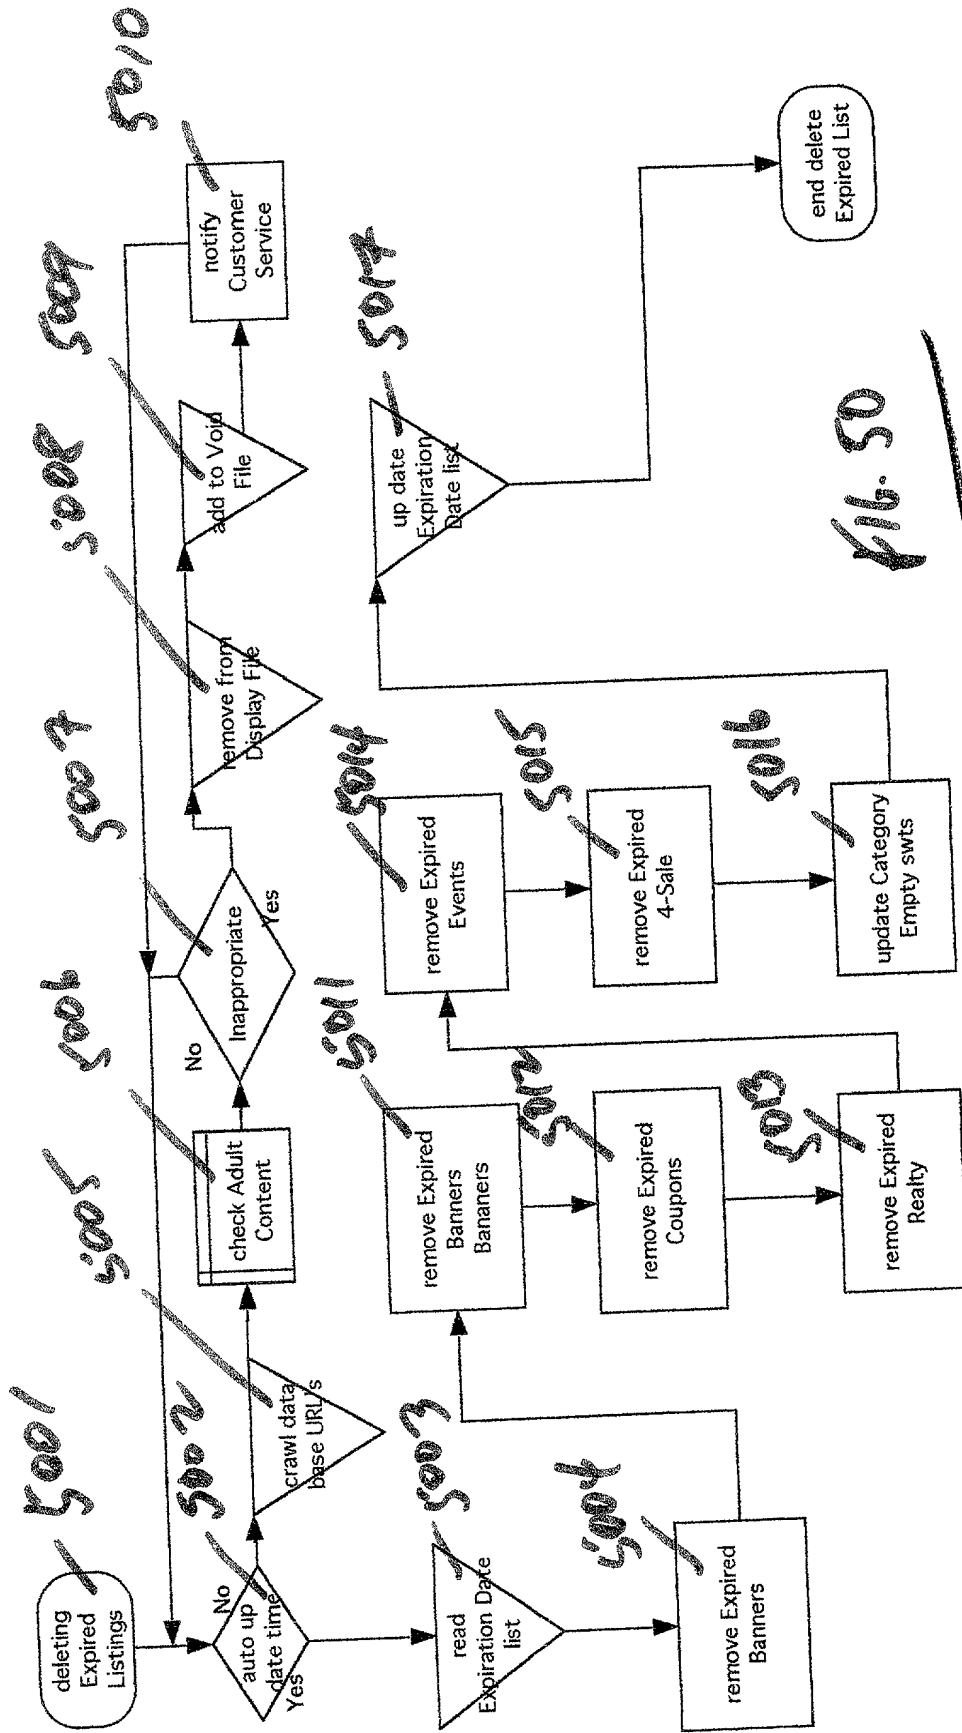 5001
deleting
Expired
Listings
5002
auto up
date time
No
Yes
5005
crawl data
base URL's
5006
check Adult
Content
5007
Inappropriate
No
Yes
5008
remove from
Display File
5009
add to Void
File
5010
notify
Customer
Service
5003
read
Expiration Date
list
5004
remove Expired
Banners
5011
remove Expired
Banners
Bananers
5012
remove Expired
Coupons
5013
remove Expired
Realty
5014
remove Expired
Events
5015
remove Expired
4-Sale
5016
update Category
Empty swts
5017
up date
Expiration
Date list
end delete
Expired List
FIG. 50